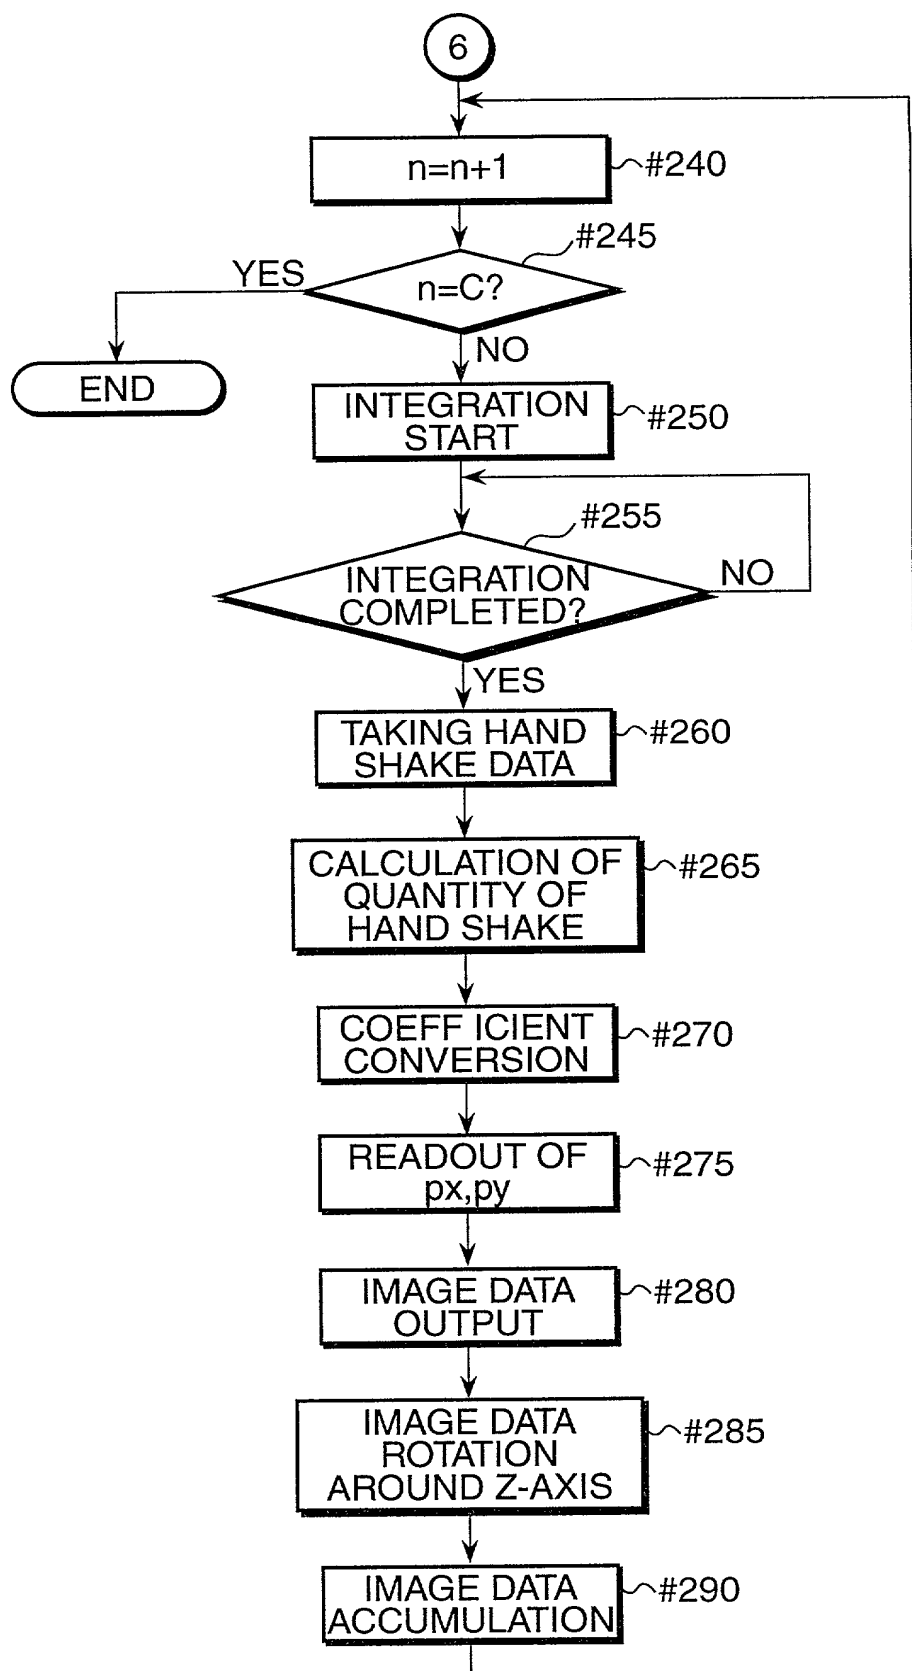 6
n=n+1
#240
#245
YES
n=C?
NO
END
INTEGRATION
START
#250
#255
INTEGRATION
COMPLETED?
NO
YES
TAKING HAND
SHAKE DATA
#260
CALCULATION OF
QUANTITY OF
HAND SHAKE
#265
COEFF ICIENT
CONVERSION
#270
READOUT OF
px,py
#275
IMAGE DATA
OUTPUT
#280
IMAGE DATA
ROTATION
AROUND Z-AXIS
#285
IMAGE DATA
ACCUMULATION
#290